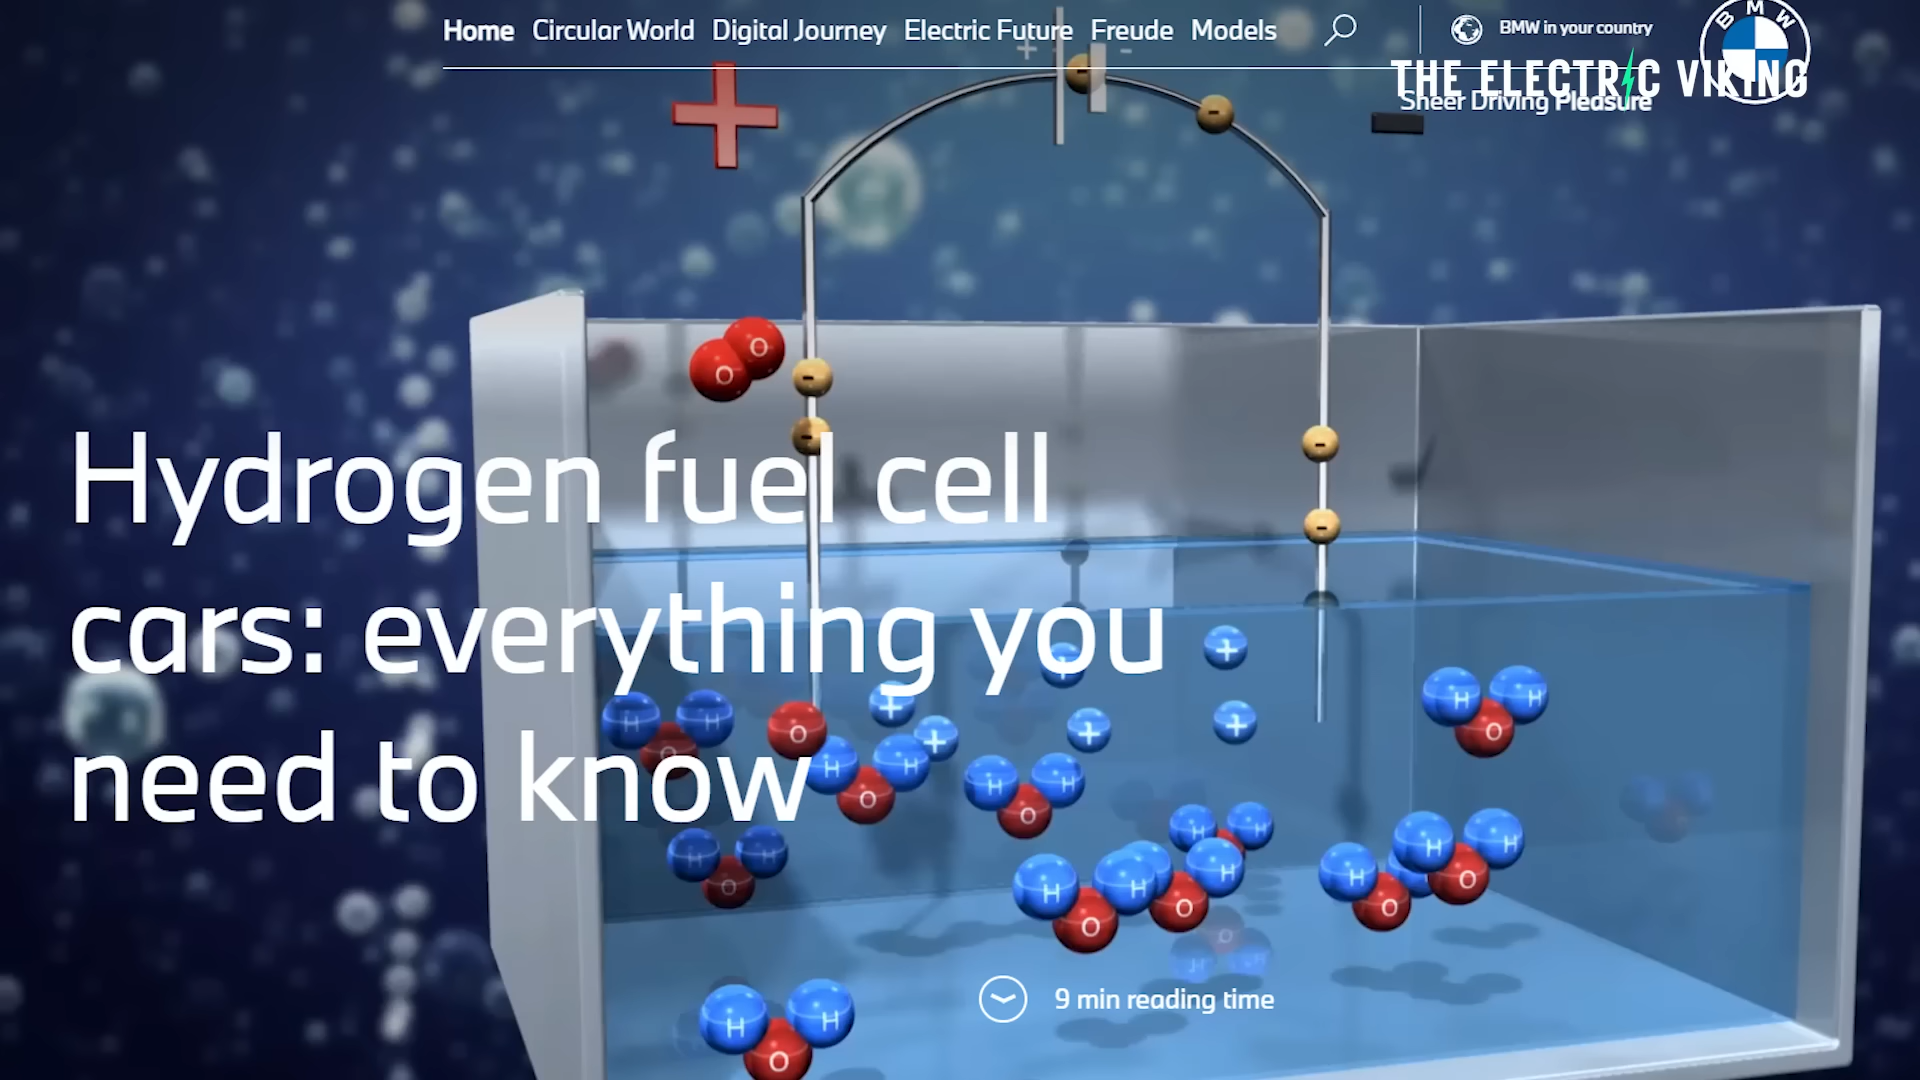 Home Circular World Digital Journey Electric Future Freude Models
BMW in your country
BMW
THE ELECTRIC VIKING
Sheer Driving Pleasure
+
-
+
-
-
-
O
O
-
-
-
-
Hydrogen fuel cell
cars: everything you
need to know
+
+
+
+
+
+
H H
O
O
H H
O
H H
O
H H
O
H H
O
H H
O
H H
O
H H
O
H
O
H H
O
O
H H
9 min reading time
H H
O